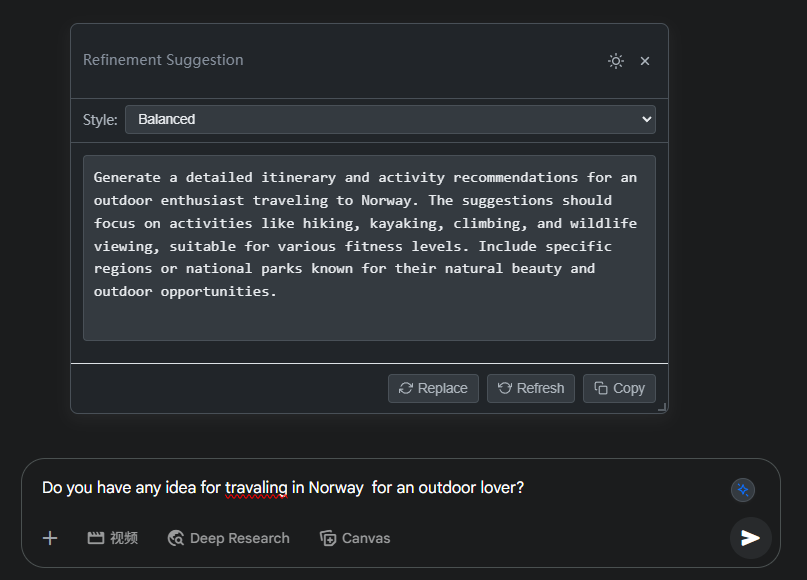 Refinement Suggestion
Style: Balanced
Generate a detailed itinerary and activity recommendations for an
outdoor enthusiast traveling to Norway. The suggestions should
focus on activities like hiking, kayaking, climbing, and wildlife
viewing, suitable for various fitness levels. Include specific
regions or national parks known for their natural beauty and
outdoor opportunities.
Replace Refresh Copy
Do you have any idea for travaling in Norway  for an outdoor lover?
视频 Deep Research Canvas